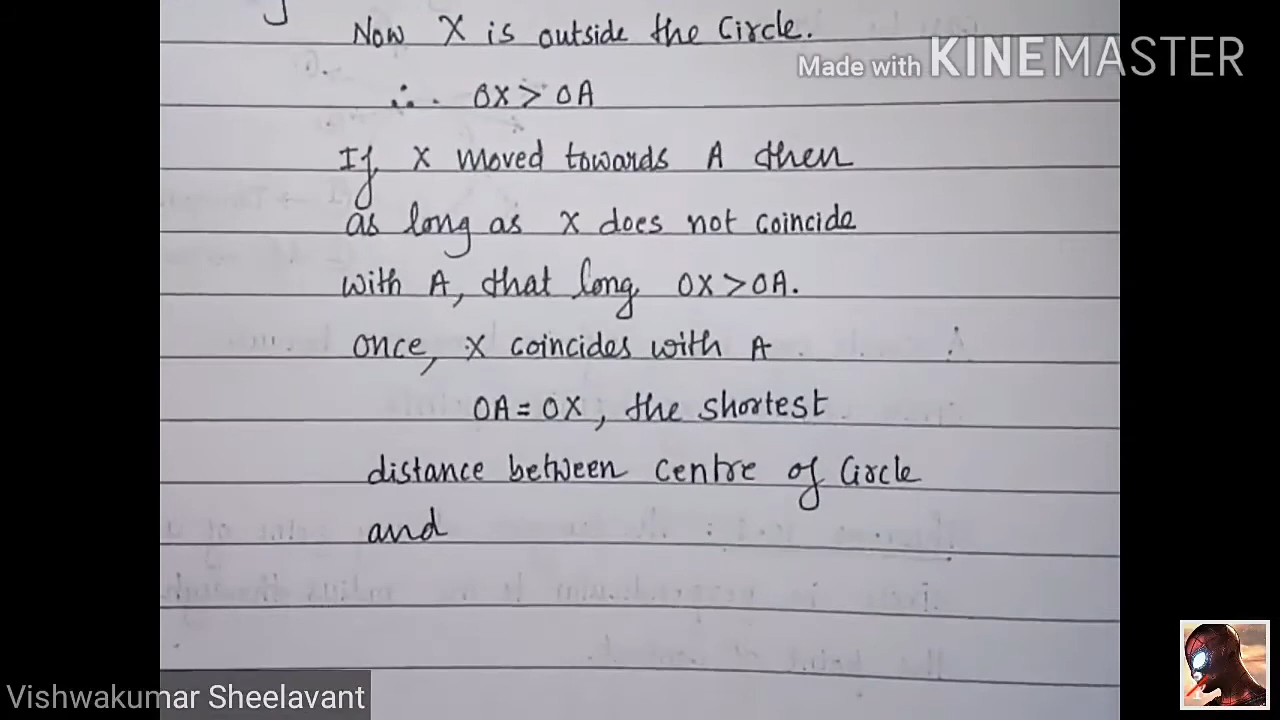 Now X is outside the Circle.
Made with KINEMASTER
∴ OX > OA
If X moved towards A then
as long as X does not coincide
with A, that long OX > OA.
once, X coincides with A
OA = OX, the shortest
distance between centre of Circle
and
Vishwakumar Sheelavant